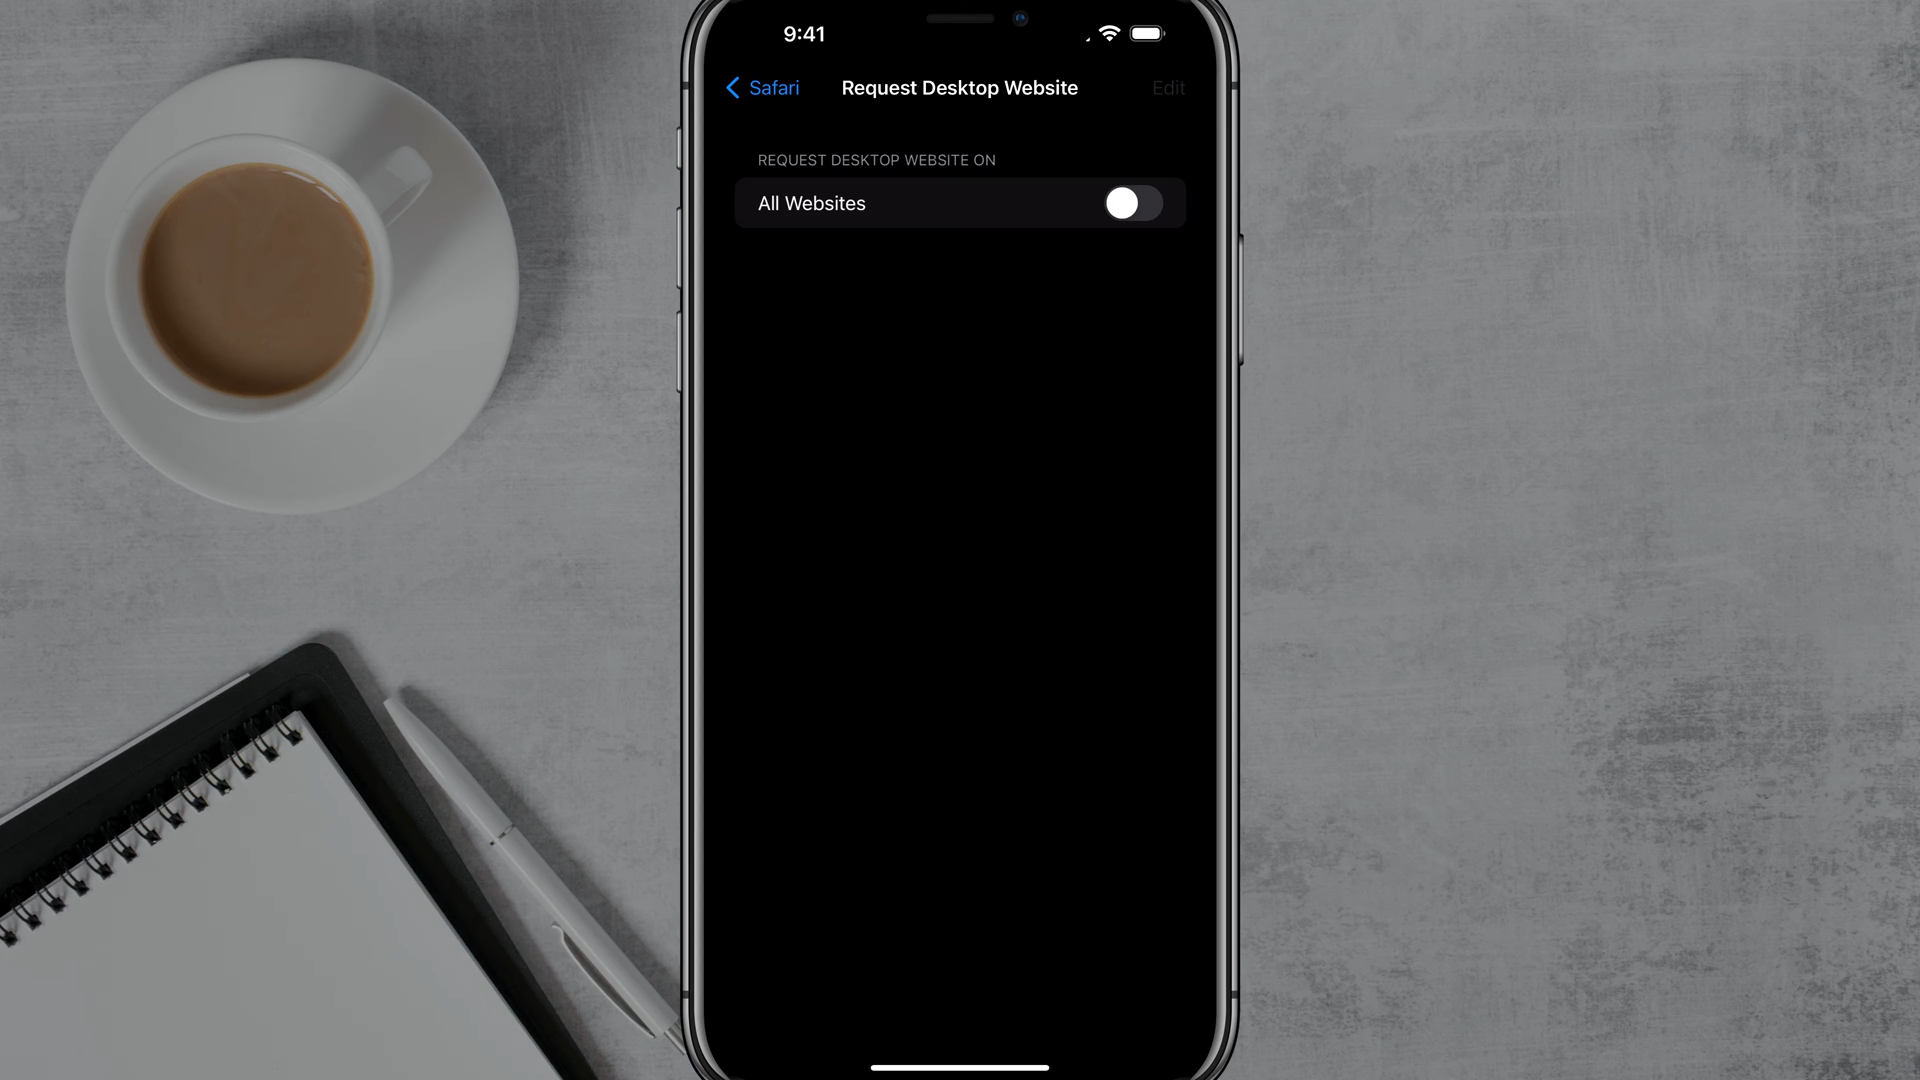 9:41
Safari
Request Desktop Website
Edit
REQUEST DESKTOP WEBSITE ON
All Websites